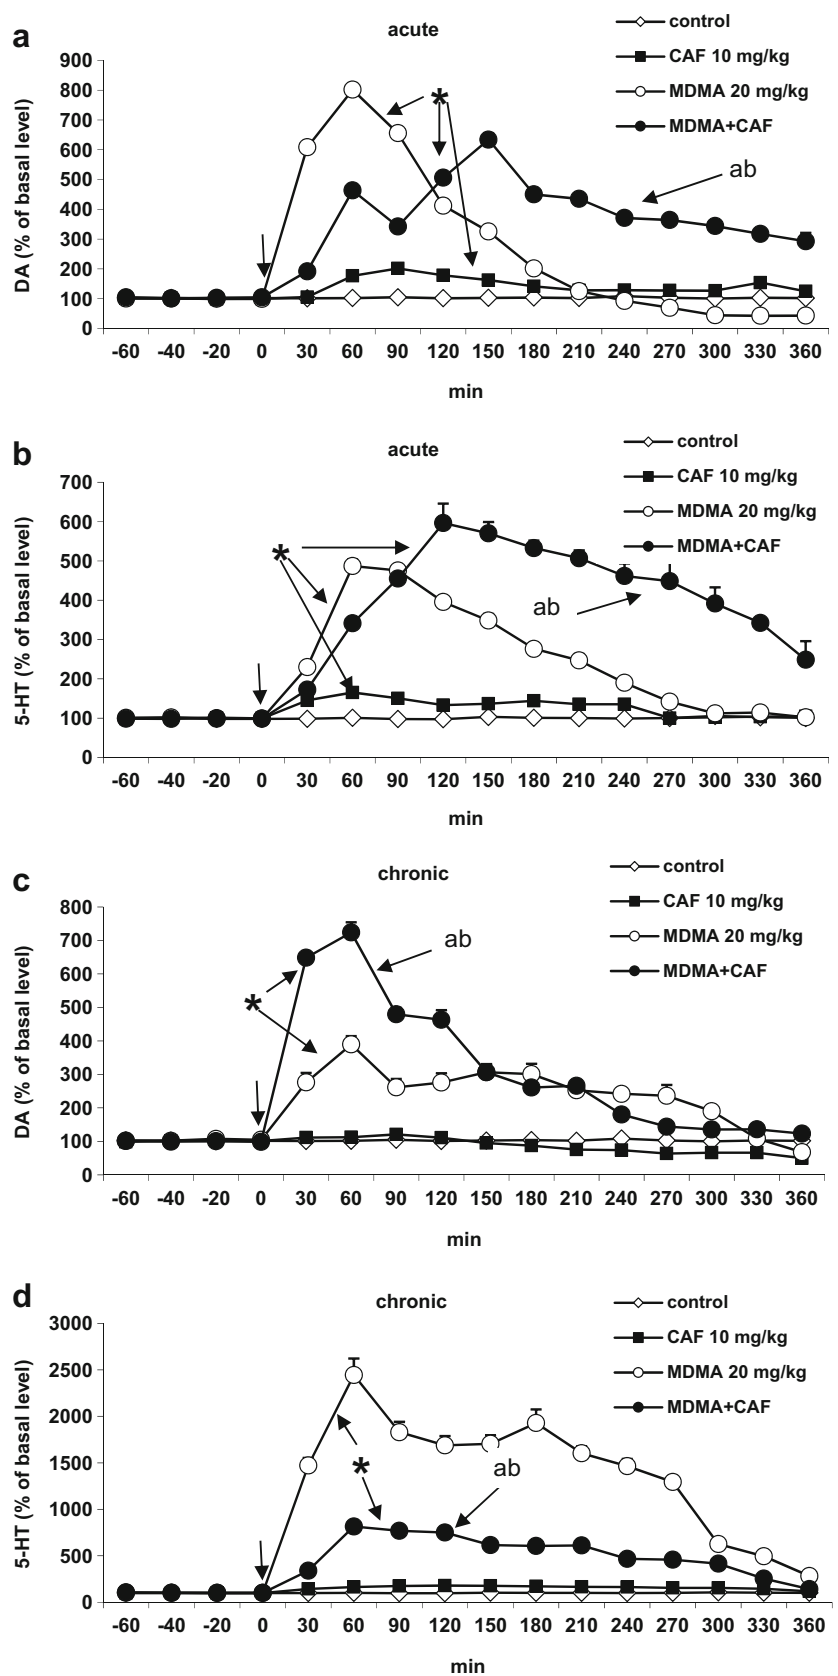 a
acute
control
CAF 10 mg/kg
MDMA 20 mg/kg
MDMA+CAF
DA (% of basal level)
900
800
700
600
500
400
300
200
100
0
*
ab
-60 -40 -20 0 30 60 90 120 150 180 210 240 270 300 330 360
min
b
acute
control
CAF 10 mg/kg
MDMA 20 mg/kg
MDMA+CAF
5-HT (% of basal level)
700
600
500
400
300
200
100
0
*
ab
-60 -40 -20 0 30 60 90 120 150 180 210 240 270 300 330 360
min
c
chronic
control
CAF 10 mg/kg
MDMA 20 mg/kg
MDMA+CAF
DA (% of basal level)
800
700
600
500
400
300
200
100
0
*
ab
-60 -40 -20 0 30 60 90 120 150 180 210 240 270 300 330 360
min
d
chronic
control
CAF 10 mg/kg
MDMA 20 mg/kg
MDMA+CAF
5-HT (% of basal level)
3000
2500
2000
1500
1000
500
0
*
ab
-60 -40 -20 0 30 60 90 120 150 180 210 240 270 300 330 360
min